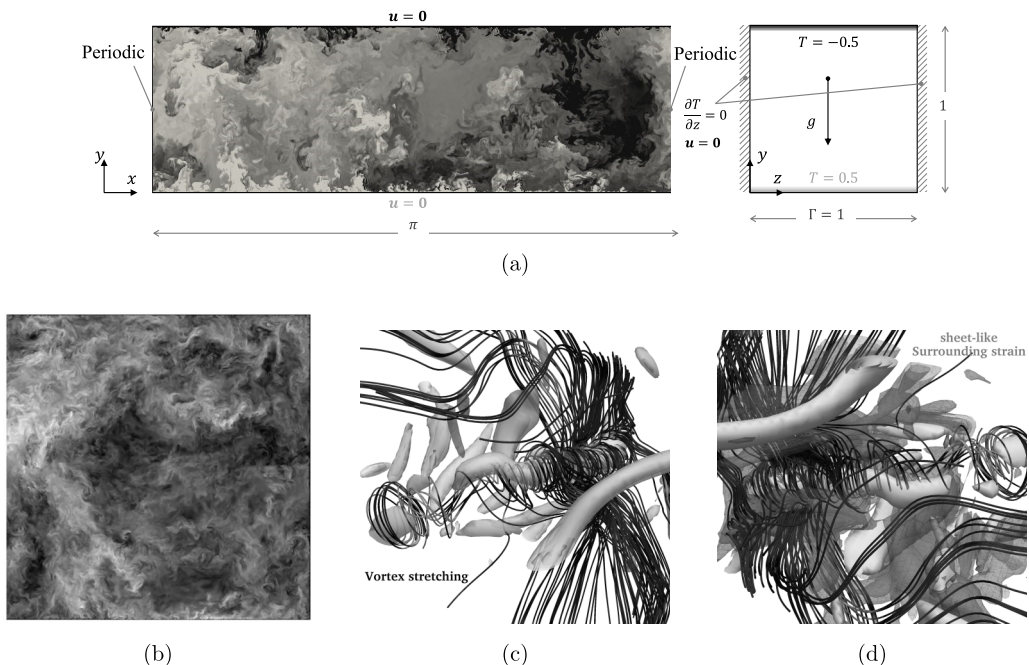 u = 0
Periodic
Periodic
T = −0.5
∂T/∂z = 0
u = 0
g
1
y
x
y
z
T = 0.5
u = 0
π
Γ = 1
(a)
sheet-like
Surrounding strain
Vortex stretching
(b)
(c)
(d)